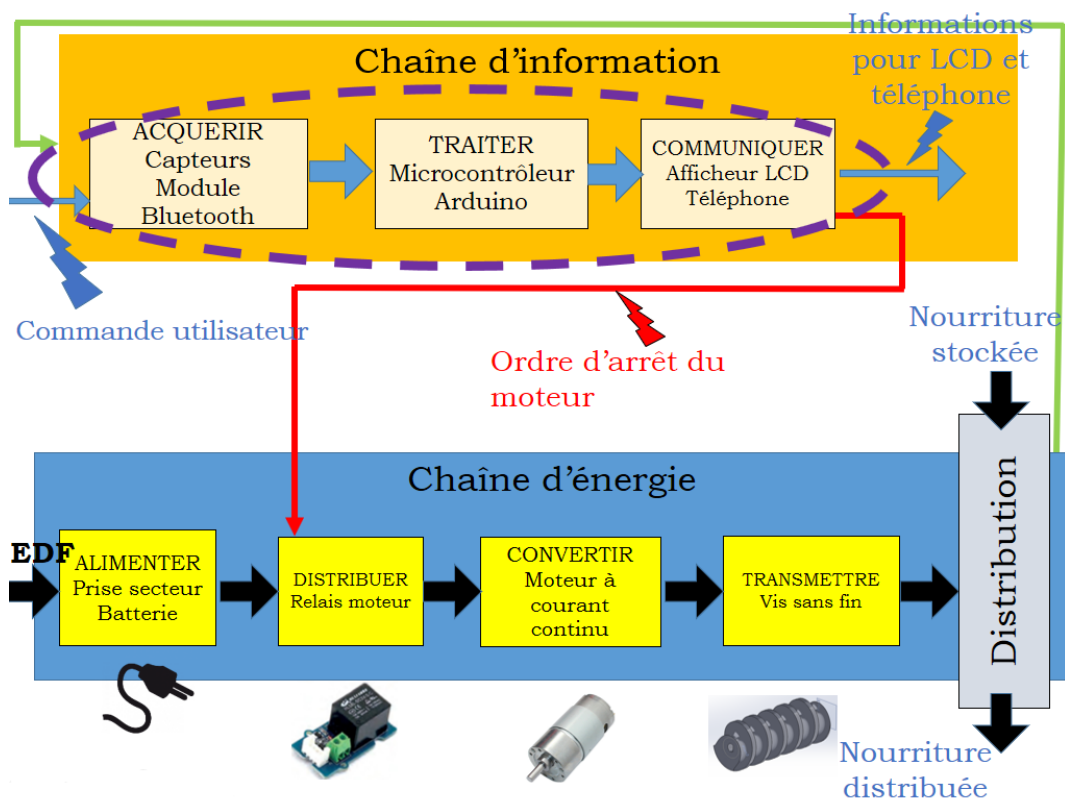 Chaîne d'information
Informations
pour LCD et
téléphone
ACQUERIR
Capteurs
Module
Bluetooth
TRAITER
Microcontrôleur
Arduino
COMMUNIQUER
Afficheur LCD
Téléphone
Commande utilisateur
Ordre d'arrêt du
moteur
Nourriture
stockée
Chaîne d'énergie
EDF
ALIMENTER
Prise secteur
Batterie
DISTRIBUER
Relais moteur
CONVERTIR
Moteur à
courant
continu
TRANSMETTRE
Vis sans fin
Distribution
Nourriture
distribuée